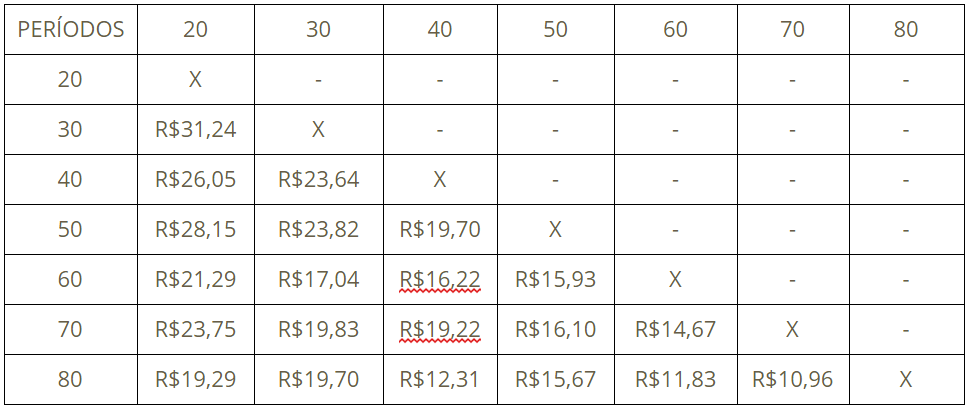 PERÍODOS 20 30 40 50 60 70 80
20 X - - - - - -
30 R$31,24 X - - - - -
40 R$26,05 R$23,64 X - - - -
50 R$28,15 R$23,82 R$19,70 X - - -
60 R$21,29 R$17,04 R$16,22 R$15,93 X - -
70 R$23,75 R$19,83 R$19,22 R$16,10 R$14,67 X -
80 R$19,29 R$19,70 R$12,31 R$15,67 R$11,83 R$10,96 X